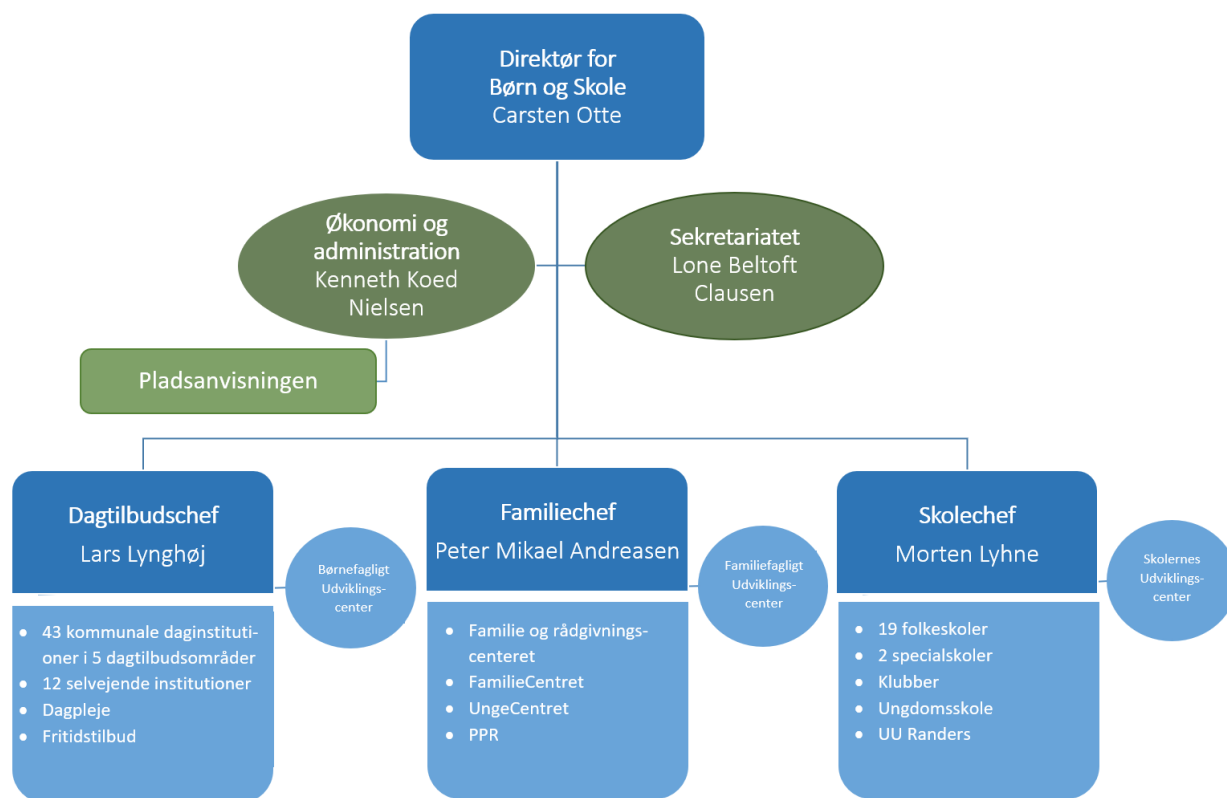 Direktør for
Børn og Skole
Carsten Otte
Økonomi og
administration
Kenneth Koed
Nielsen
Sekretariatet
Lone Beltoft
Clausen
Pladsanvisningen
Dagtilbudschef
Lars Lynghøj
Børnefagligt
Udviklings-
center
• 43 kommunale daginstituti-
oner i 5 dagtilbudsområder
• 12 selvejende institutioner
• Dagpleje
• Fritidstilbud
Familiechef
Peter Mikael Andreasen
Familiefagligt
Udviklings-
center
• Familie og rådgivnings-
centeret
• FamilieCentret
• UngeCentret
• PPR
Skolechef
Morten Lyhne
Skolernes
Udviklings-
center
• 19 folkeskoler
• 2 specialskoler
• Klubber
• Ungdomsskole
• UU Randers